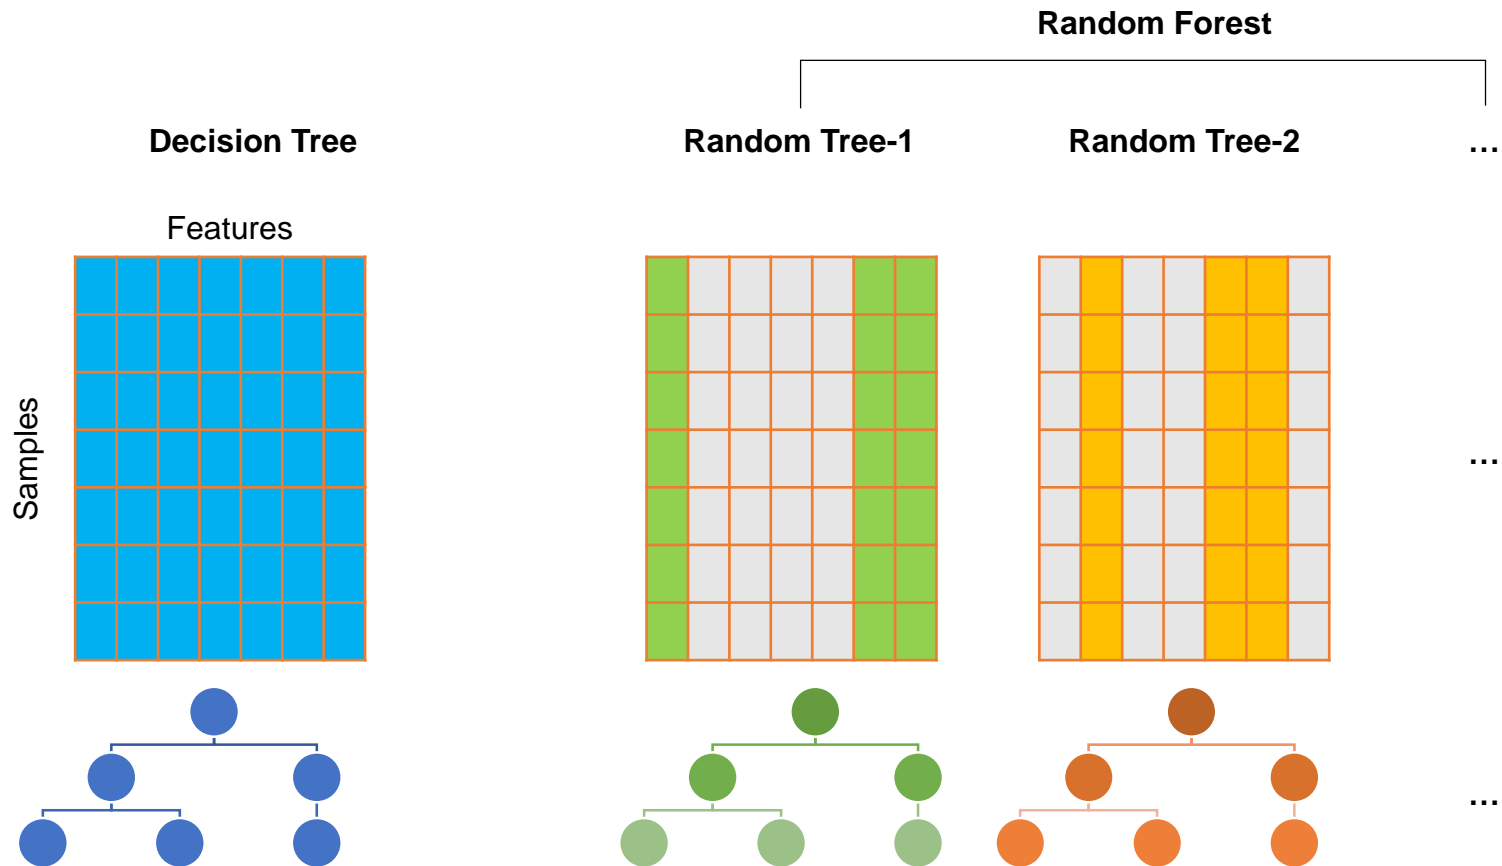 Random Forest
Decision Tree
Random Tree-1
Random Tree-2
...
Features
Samples
...
...